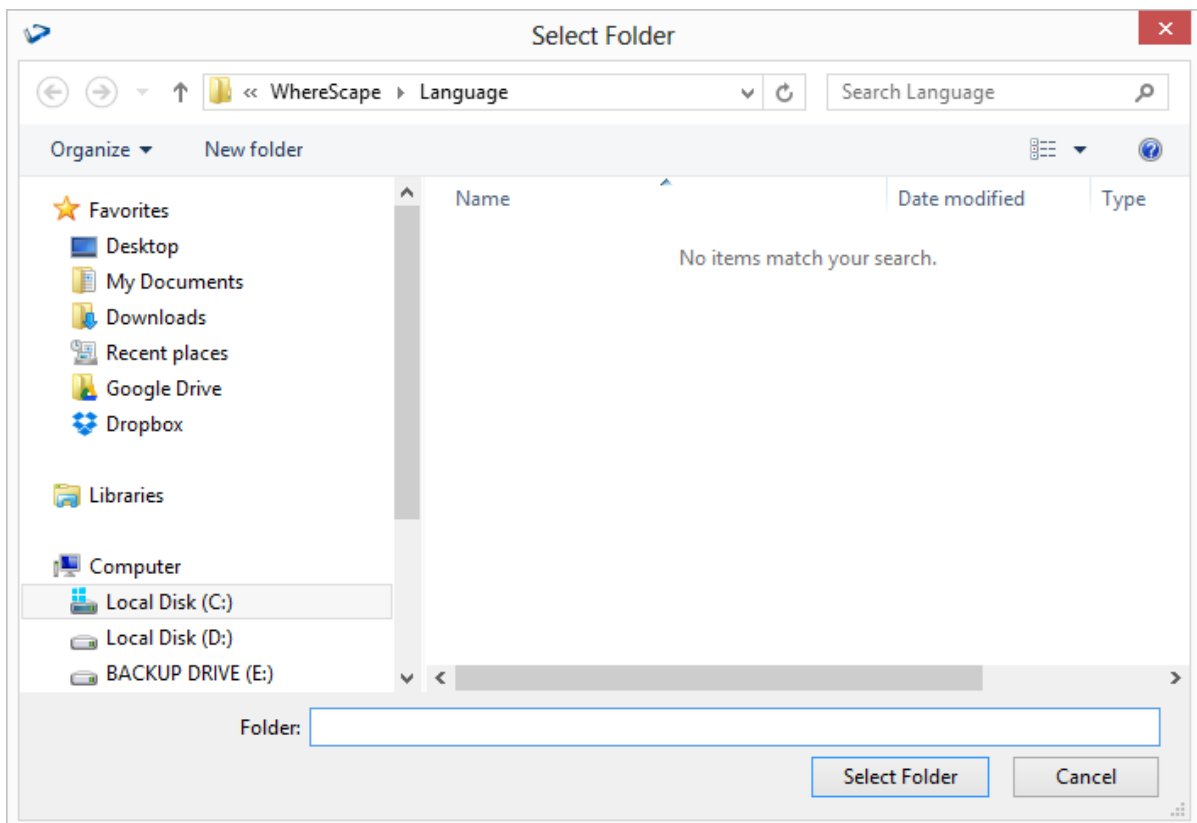 Select Folder
« WhereScape Language
Search Language
Organize New folder
Name Date modified Type
No items match your search.
Favorites
Desktop
My Documents
Downloads
Recent places
Google Drive
Dropbox
Libraries
Computer
Local Disk (C:)
Local Disk (D:)
BACKUP DRIVE (E:)
Folder:
Select Folder Cancel